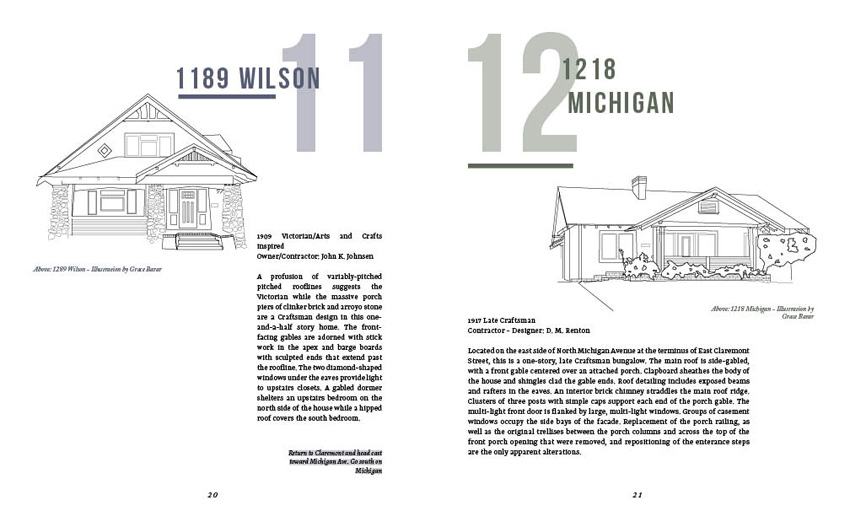 11
1189 WILSON
Above: 1289 Wilson - Illustration by Grace Barar
1909 Victorian/Arts and Crafts
Inspired
Owner/Contractor: John K. Johnsen
A profusion of variably-pitched
pitched rooflines suggests the
Victorian while the massive porch
piers of clinker brick and arroyo stone
are a Craftsman design in this one-
and-a-half story home. The front-
facing gables are adorned with stick
work in the apex and barge boards
with sculpted ends that extend past
the roofline. The two diamond-shaped
windows under the eaves provide light
to upstairs closets. A gabled dormer
shelters an upstairs bedroom on the
north side of the house while a hipped
roof covers the south bedroom.
Return to Claremont and head east
toward Michigan Ave. Go south on
Michigan
20
12
1218
MICHIGAN
Above: 1218 Michigan - Illustration by
Grace Barar
1917 Late Craftsman
Contractor - Designer; D. M. Renton
Located on the east side of North Michigan Avenue at the terminus of East Claremont
Street, this is a one-story, late Craftsman bungalow. The main roof is side-gabled,
with a front gable centered over an attached porch. Clapboard sheathes the body of
the house and shingles clad the gable ends. Roof detailing includes exposed beams
and rafters in the eaves. An interior brick chimney straddles the main roof ridge.
Clusters of three posts with simple caps support each end of the porch gable. The
multi-light front door is flanked by large, multi-light windows. Groups of casement
windows occupy the side bays of the facade. Replacement of the porch railing, as
well as the original trellises between the porch columns and across the top of the
front porch opening that were removed, and repositioning of the enterance steps
are the only apparent alterations.
21